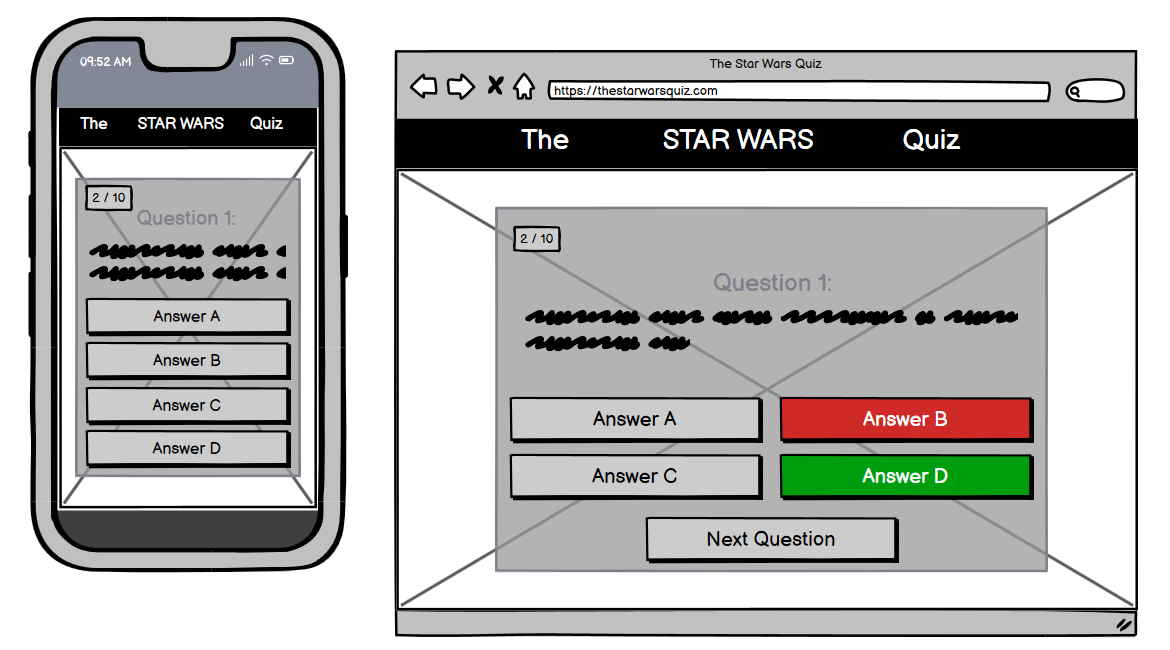 09:52 AM
The STAR WARS Quiz
2 / 10
Question 1:
Answer A
Answer B
Answer C
Answer D
The Star Wars Quiz
https://thestarwarsquiz.com
The STAR WARS Quiz
2 / 10
Question 1:
Answer A Answer B
Answer C Answer D
Next Question